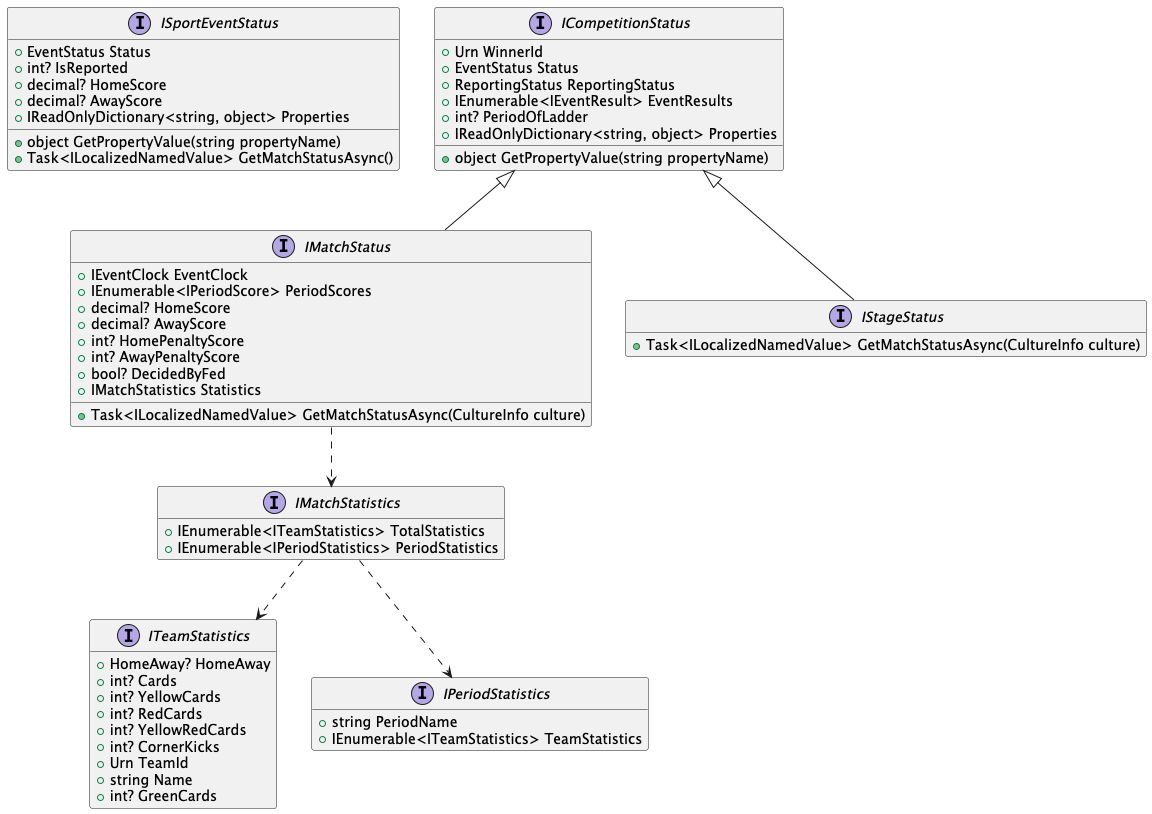 I ISportEventStatus
EventStatus Status
int? IsReported
decimal? HomeScore
decimal? AwayScore
IReadOnlyDictionary<string, object> Properties
object GetPropertyValue(string propertyName)
Task<ILocalizedNamedValue> GetMatchStatusAsync()
I ICompetitionStatus
Urn WinnerId
EventStatus Status
ReportingStatus ReportingStatus
IEnumerable<IEventResult> EventResults
int? PeriodOfLadder
IReadOnlyDictionary<string, object> Properties
object GetPropertyValue(string propertyName)
I IMatchStatus
IEventClock EventClock
IEnumerable<IPeriodScore> PeriodScores
decimal? HomeScore
decimal? AwayScore
int? HomePenaltyScore
int? AwayPenaltyScore
bool? DecidedByFed
IMatchStatistics Statistics
Task<ILocalizedNamedValue> GetMatchStatusAsync(CultureInfo culture)
I IStageStatus
Task<ILocalizedNamedValue> GetMatchStatusAsync(CultureInfo culture)
I IMatchStatistics
IEnumerable<ITeamStatistics> TotalStatistics
IEnumerable<IPeriodStatistics> PeriodStatistics
I ITeamStatistics
HomeAway? HomeAway
int? Cards
int? YellowCards
int? RedCards
int? YellowRedCards
int? CornerKicks
Urn TeamId
string Name
int? GreenCards
I IPeriodStatistics
string PeriodName
IEnumerable<ITeamStatistics> TeamStatistics